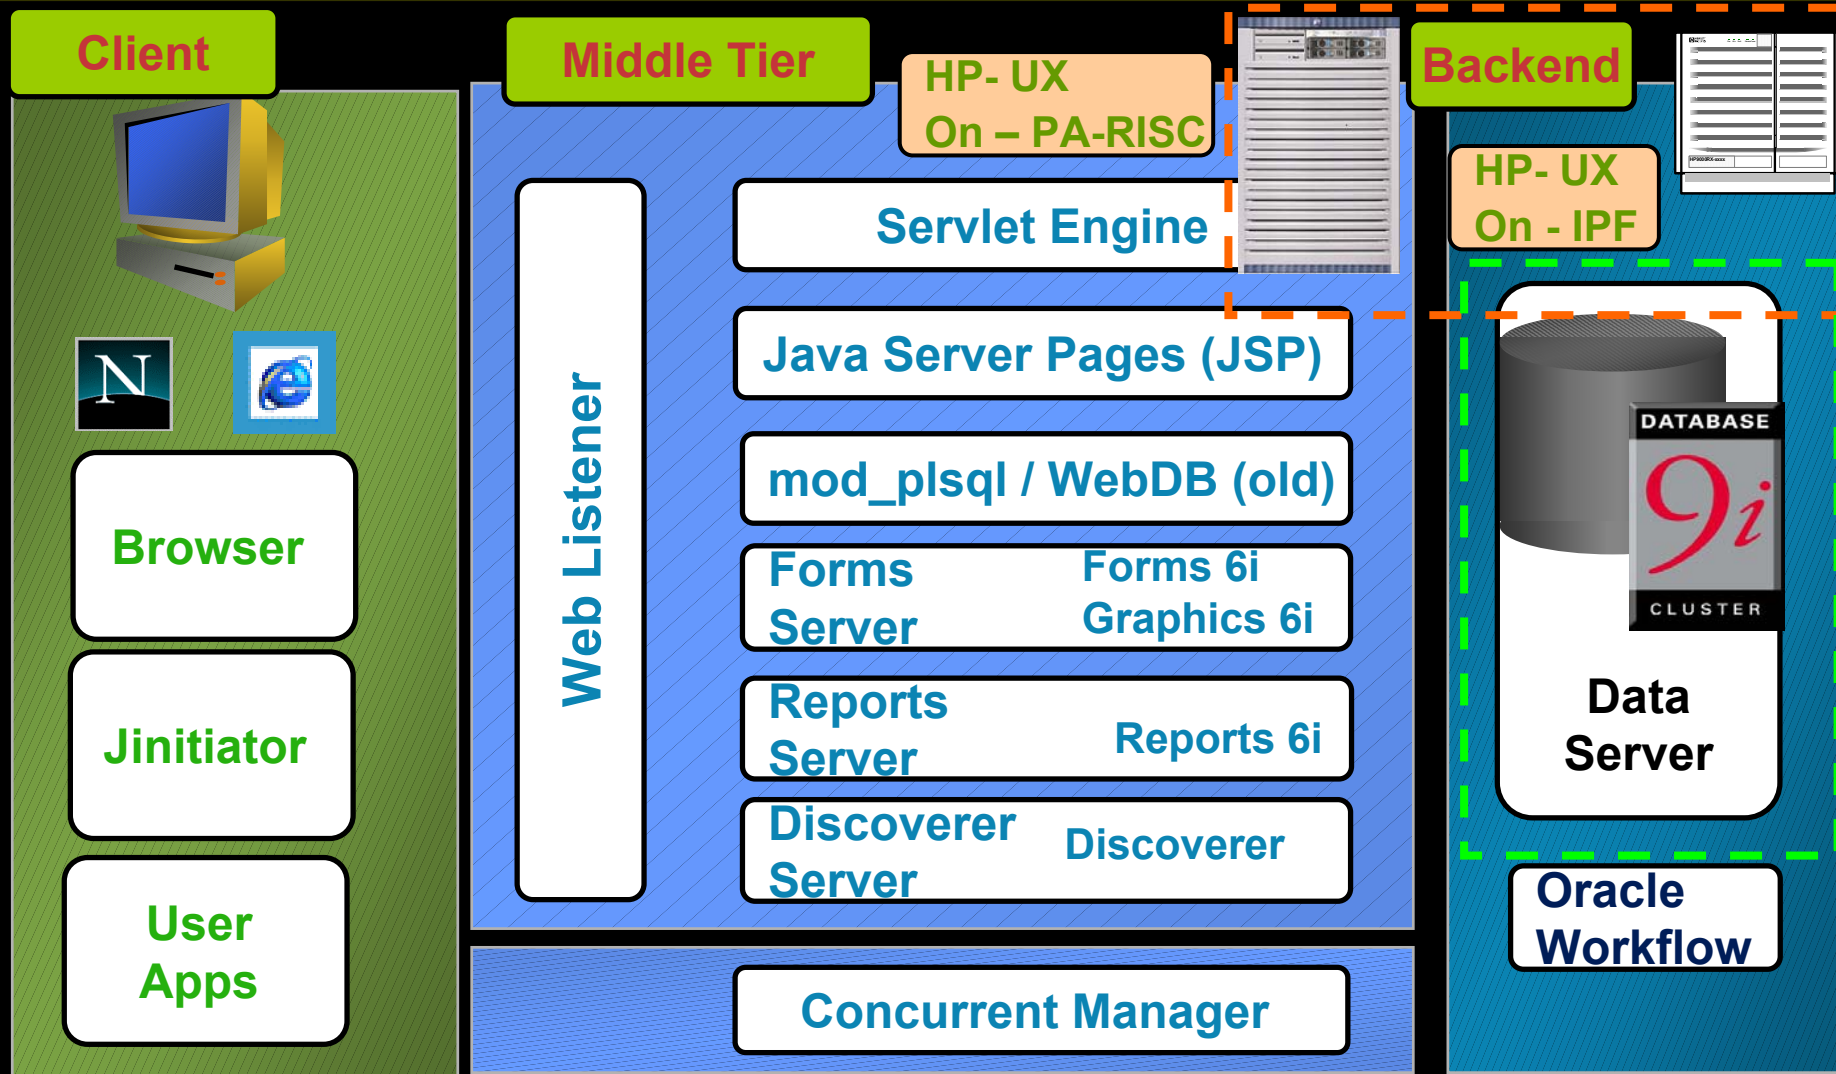 Client
N
e
Browser
Jinitiator
User
Apps
Middle Tier
HP- UX
On – PA-RISC
Web Listener
Servlet Engine
Java Server Pages (JSP)
mod_plsql / WebDB (old)
Forms
Server
Forms 6i
Graphics 6i
Reports
Server
Reports 6i
Discoverer
Server
Discoverer
Concurrent Manager
Backend
HP- UX
On - IPF
DATABASE
9i
CLUSTER
Data
Server
Oracle
Workflow